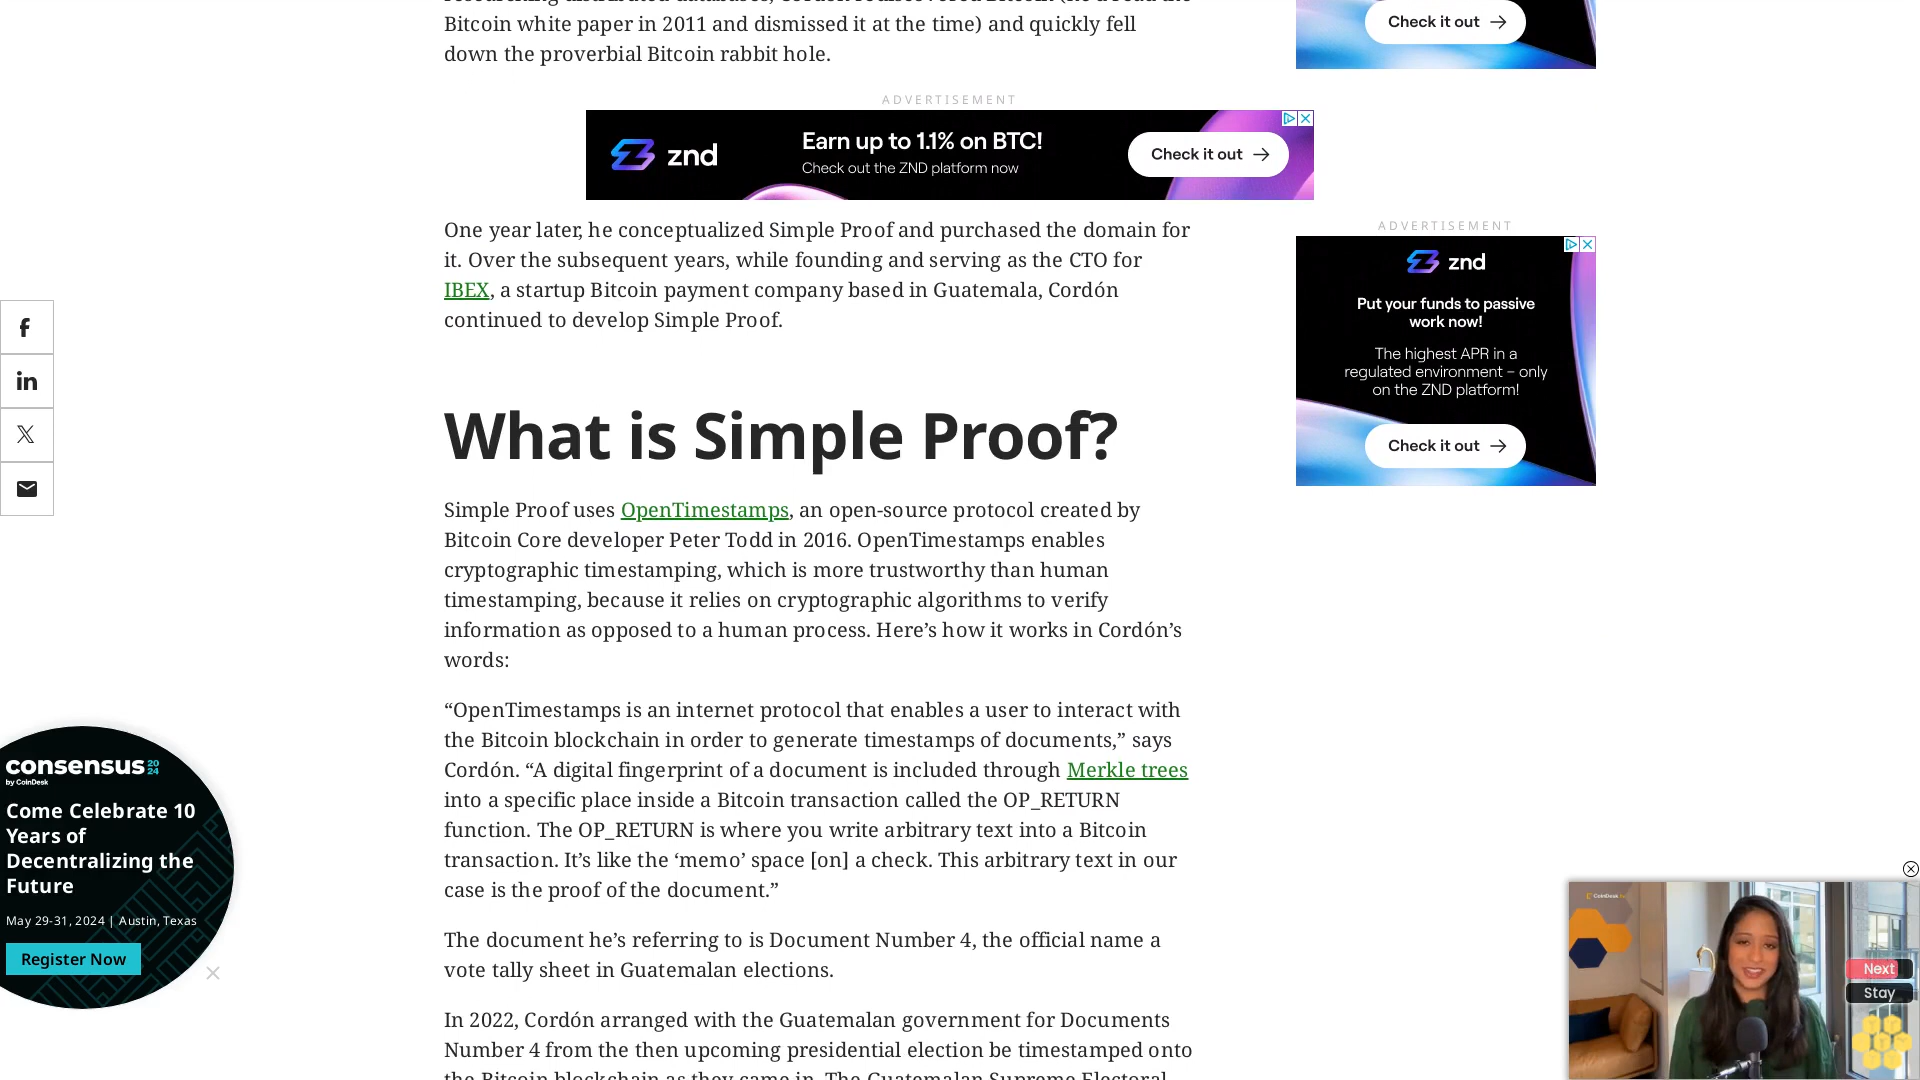 Bitcoin white paper in 2011 and dismissed it at the time) and quickly fell
down the proverbial Bitcoin rabbit hole.
Check it out
ADVERTISEMENT
znd
Earn up to 1.1% on BTC!
Check out the ZND platform now
Check it out
One year later, he conceptualized Simple Proof and purchased the domain for
it. Over the subsequent years, while founding and serving as the CTO for
IBEX, a startup Bitcoin payment company based in Guatemala, Cordón
continued to develop Simple Proof.
ADVERTISEMENT
znd
Put your funds to passive
work now!
The highest APR in a
regulated environment – only
on the ZND platform!
Check it out
What is Simple Proof?
Simple Proof uses OpenTimestamps, an open-source protocol created by
Bitcoin Core developer Peter Todd in 2016. OpenTimestamps enables
cryptographic timestamping, which is more trustworthy than human
timestamping, because it relies on cryptographic algorithms to verify
information as opposed to a human process. Here’s how it works in Cordón’s
words:
“OpenTimestamps is an internet protocol that enables a user to interact with
the Bitcoin blockchain in order to generate timestamps of documents,” says
Cordón. “A digital fingerprint of a document is included through Merkle trees
into a specific place inside a Bitcoin transaction called the OP_RETURN
function. The OP_RETURN is where you write arbitrary text into a Bitcoin
transaction. It’s like the ‘memo’ space [on] a check. This arbitrary text in our
case is the proof of the document.”
The document he’s referring to is Document Number 4, the official name a
vote tally sheet in Guatemalan elections.
In 2022, Cordón arranged with the Guatemalan government for Documents
Number 4 from the then upcoming presidential election be timestamped onto
the Bitcoin blockchain as they came in. The Guatemalan Supreme Electoral
consensus 2024
by CoinDesk
Come Celebrate 10
Years of
Decentralizing the
Future
May 29-31, 2024 | Austin, Texas
Register Now
CoinDesk
Next
Stay